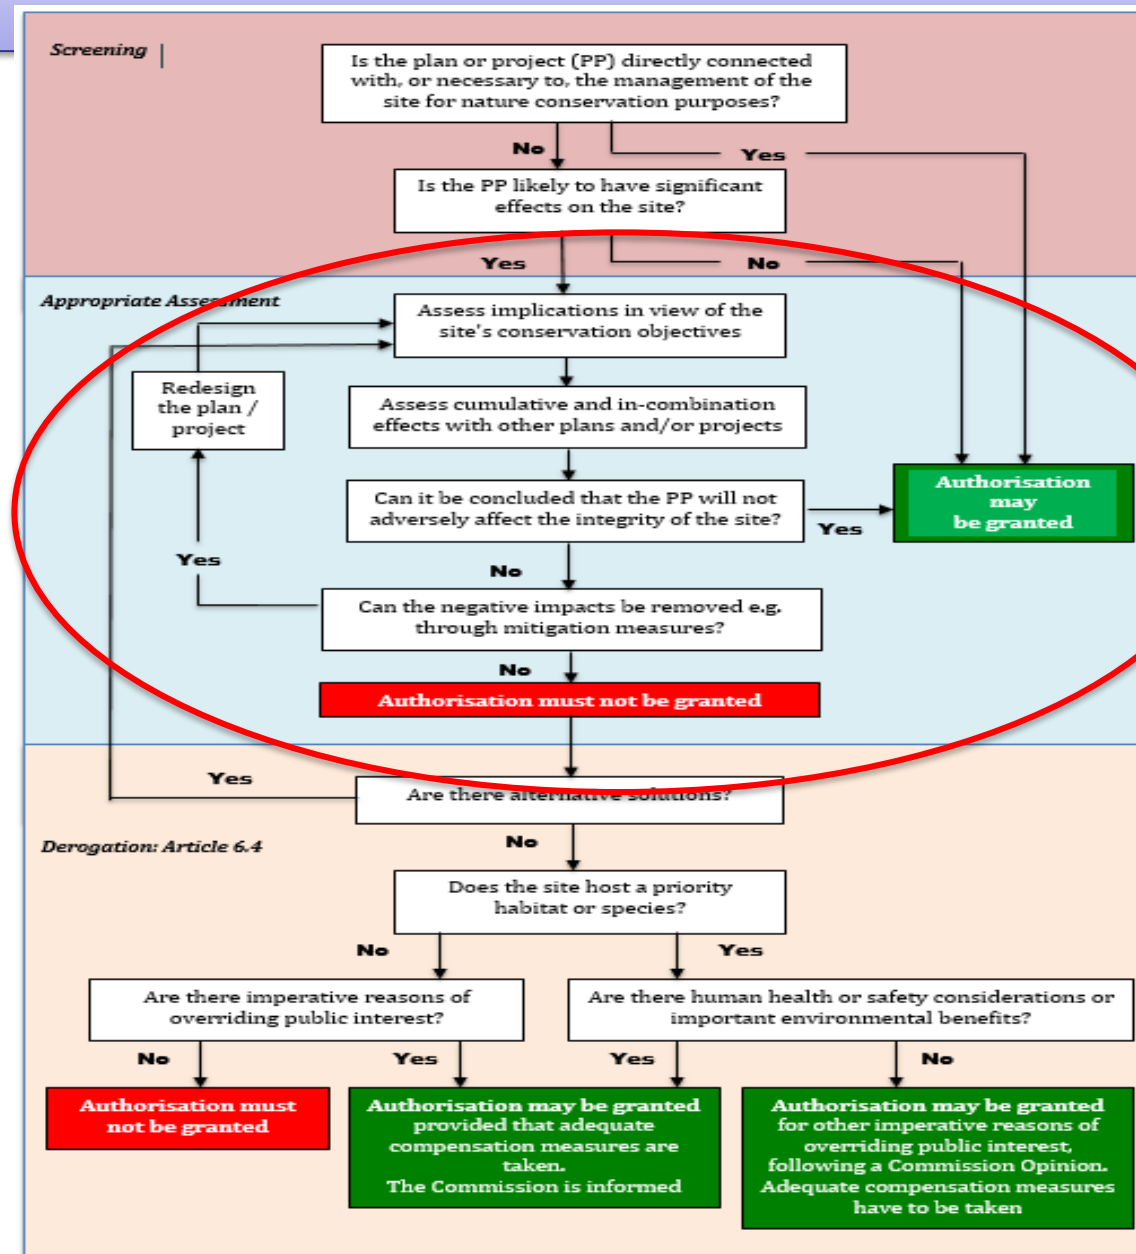 Screening
Is the plan or project (PP) directly connected
with, or necessary to, the management of the
site for nature conservation purposes?
No
Yes
Is the PP likely to have significant
effects on the site?
Yes
No
Appropriate Assessment
Assess implications in view of the
site's conservation objectives
Redesign
the plan /
project
Assess cumulative and in-combination
effects with other plans and/or projects
Can it be concluded that the PP will not
adversely affect the integrity of the site?
Yes
Authorisation
may
be granted
Yes
No
Can the negative impacts be removed e.g.
through mitigation measures?
No
Authorisation must not be granted
Yes
Are there alternative solutions?
Derogation: Article 6.4
No
Does the site host a priority
habitat or species?
No
Yes
Are there imperative reasons of
overriding public interest?
Are there human health or safety considerations or
important environmental benefits?
No
Yes
Yes
No
Authorisation must
not be granted
Authorisation may be granted
provided that adequate
compensation measures are
taken.
The Commission is informed
Authorisation may be granted
for other imperative reasons of
overriding public interest,
following a Commission Opinion.
Adequate compensation measures
have to be taken